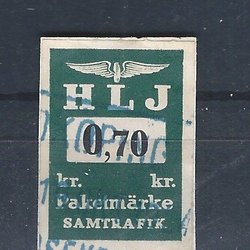 HLJ
0,70
kr. kr.
Paketmärke
SAMTRAFIK